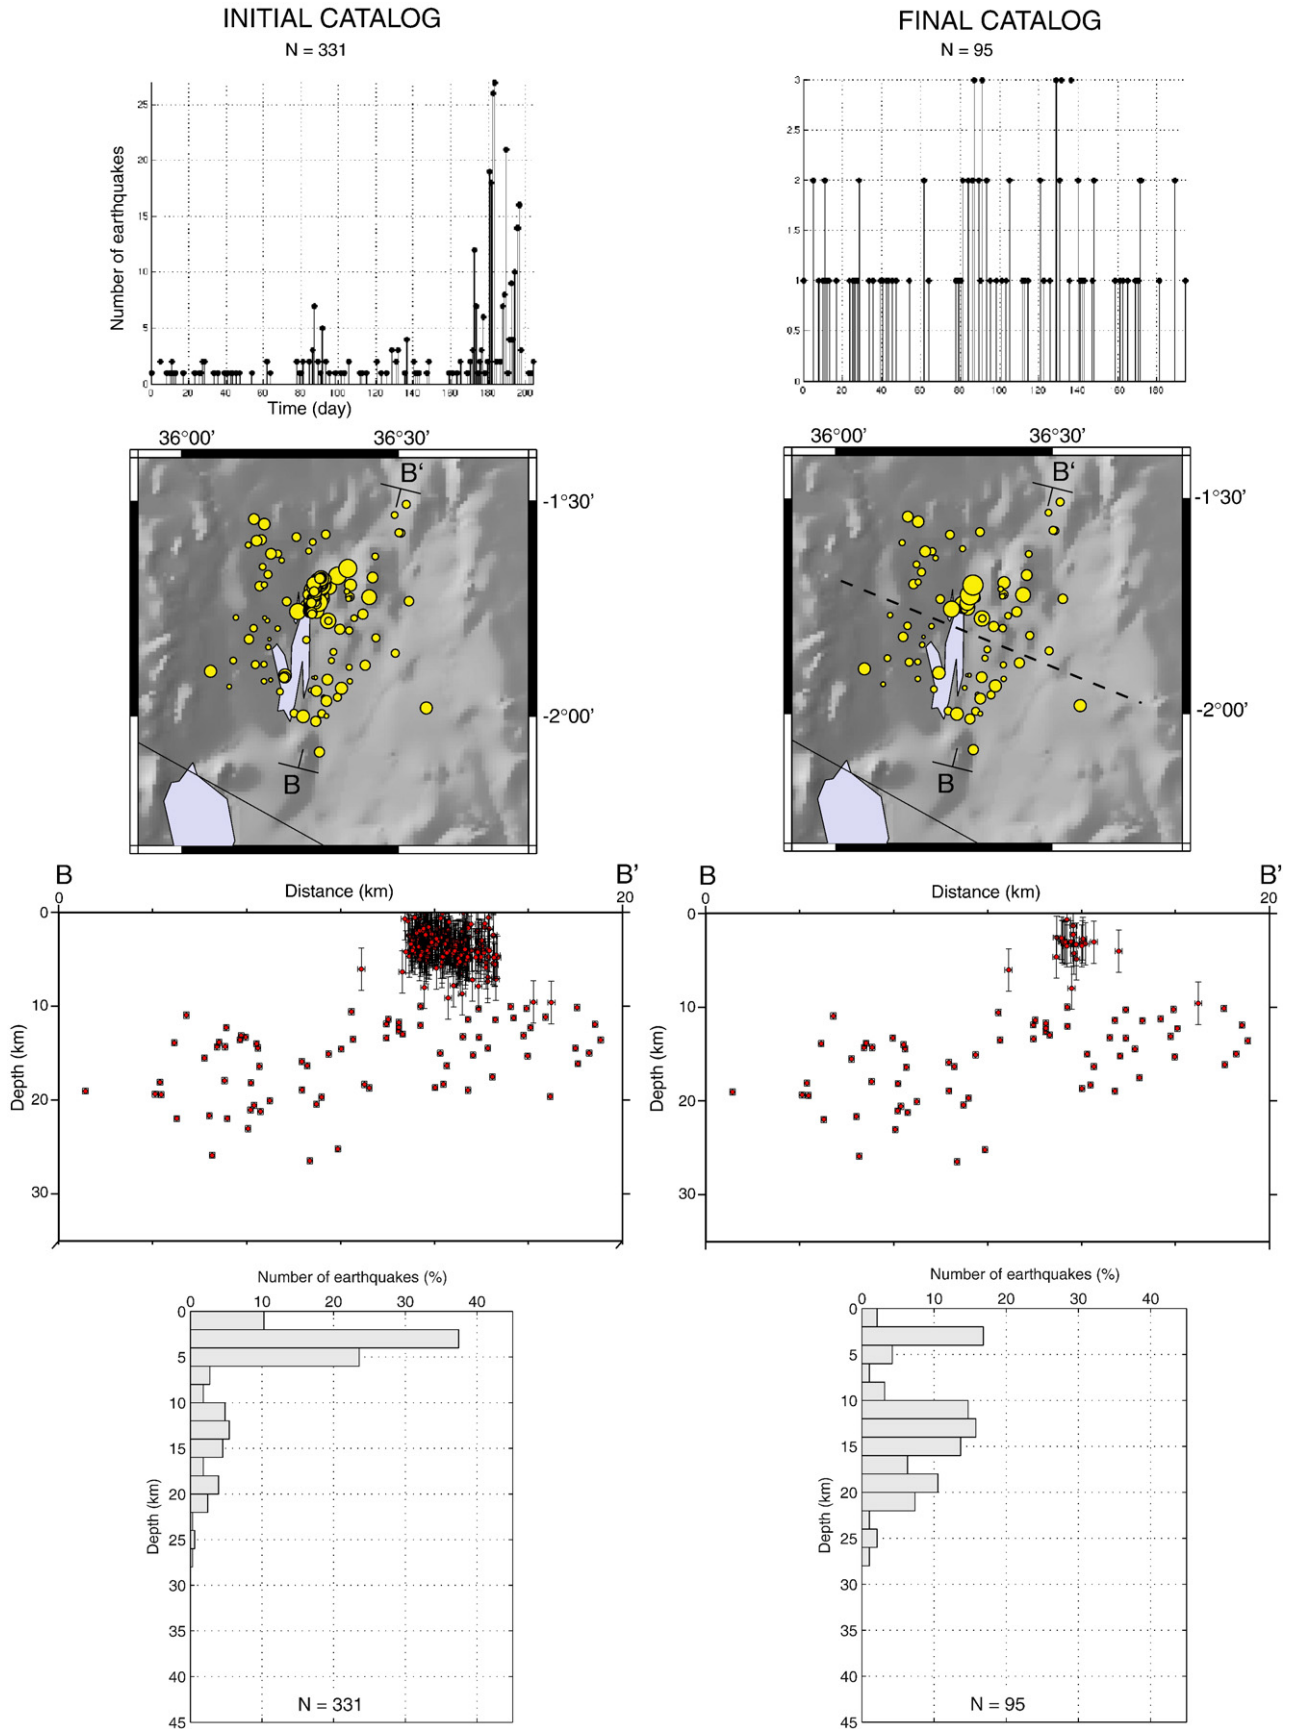 INITIAL CATALOG
N = 331
Number of earthquakes
25
20
15
10
5
0
0 20 40 60 80 100 120 140 160 180 200
Time (day)
FINAL CATALOG
N = 95
3
2.5
2
1.5
1
0.5
0
0 20 40 60 80 100 120 140 160 180
36°00' 36°30'
B‘
-1°30'
-2°00'
B
36°00' 36°30'
B‘
-1°30'
-2°00'
B
B B'
Distance (km)
0 20
0
10
20
30
Depth (km)
B B'
Distance (km)
0 20
0
10
20
30
Depth (km)
Number of earthquakes (%)
0 10 20 30 40
0
5
10
15
20
25
30
35
40
45
Depth (km)
N = 331
Number of earthquakes (%)
0 10 20 30 40
0
5
10
15
20
25
30
35
40
45
Depth (km)
N = 95